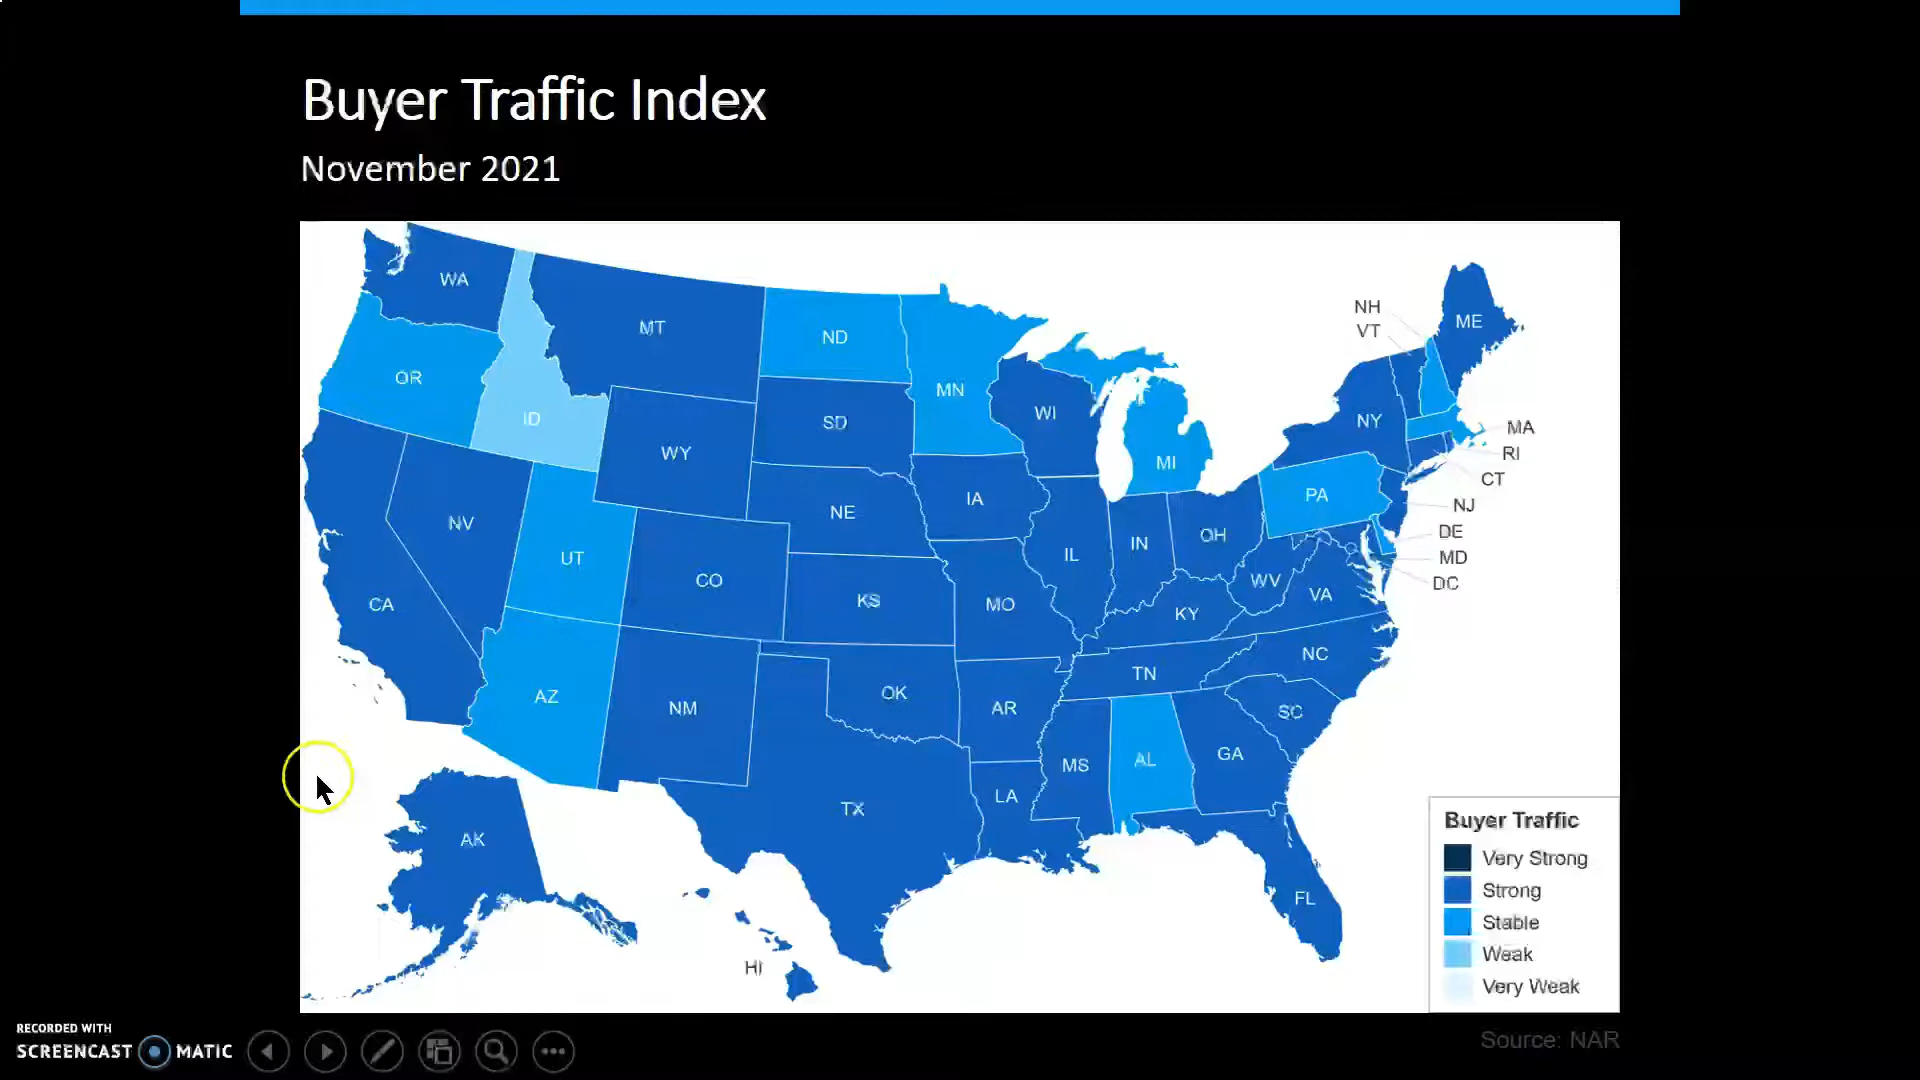 Buyer Traffic Index
November 2021
WA
MT
ND
MN
OR
ID
SD
WI
MI
WY
NH
VT
ME
NY
MA
RI
CT
NJ
DE
MD
DC
PA
NV
UT
NE
IA
CO
IL
IN
OH
CA
KS
MO
WV
VA
KY
NC
TN
AZ
NM
OK
AR
SC
MS
AL
GA
TX
LA
AK
FL
HI
Buyer Traffic
Very Strong
Strong
Stable
Weak
Very Weak
Source: NAR
RECORDED WITH
SCREENCAST MATIC